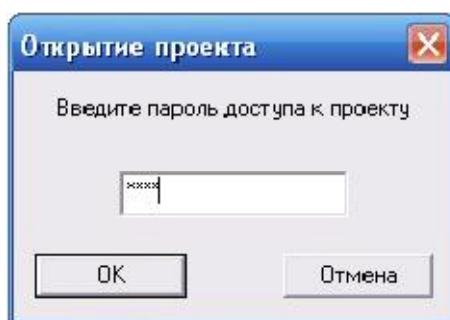 Открытие проекта
Введите пароль доступа к проекту
****
OK
Отмена